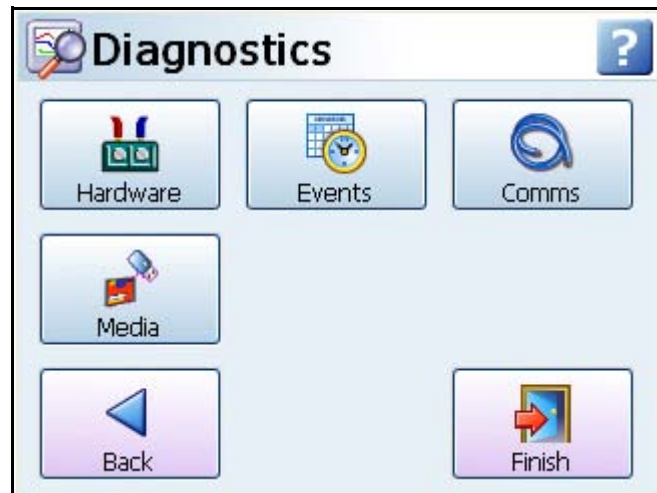 Diagnostics
?
Hardware
Events
Comms
Media
Back
Finish